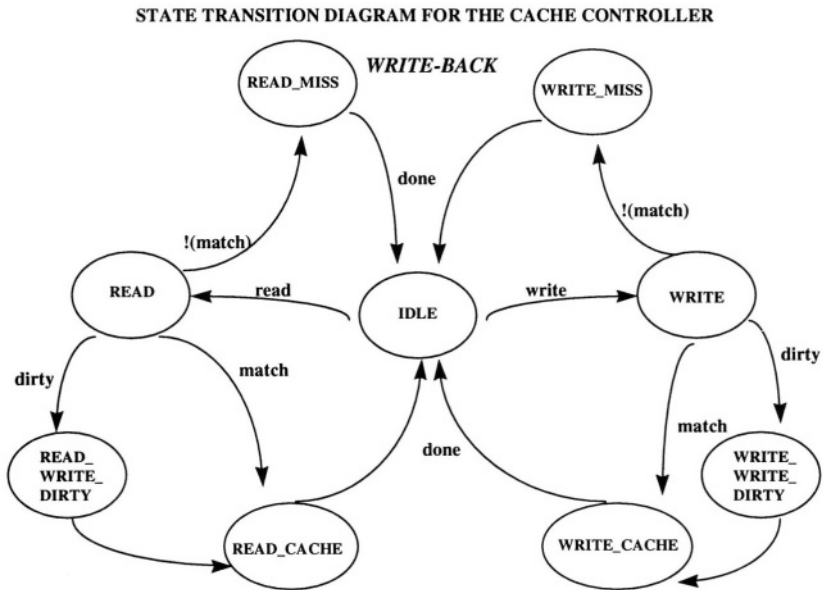 STATE TRANSITION DIAGRAM FOR THE CACHE CONTROLLER
WRITE-BACK
READ_MISS
WRITE_MISS
done
!(match)
!(match)
READ
read
IDLE
write
WRITE
dirty
match
match
dirty
READ_
WRITE_
DIRTY
done
WRITE_
WRITE_
DIRTY
READ_CACHE
WRITE_CACHE